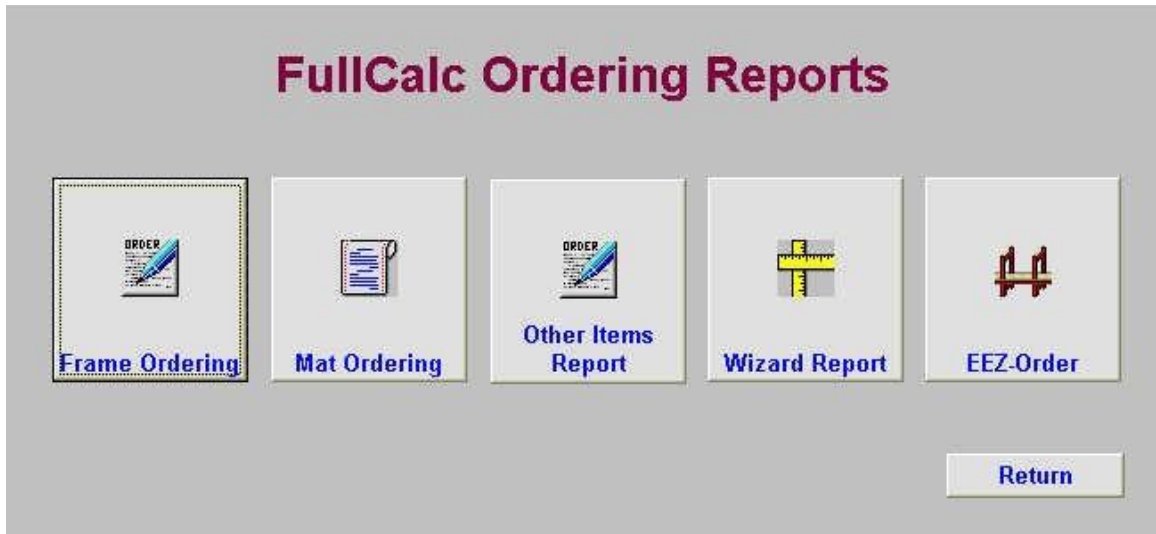 FullCalc Ordering Reports
ORDER
ORDER
Frame Ordering
Mat Ordering
Other Items
Report
Wizard Report
EEZ-Order
Return